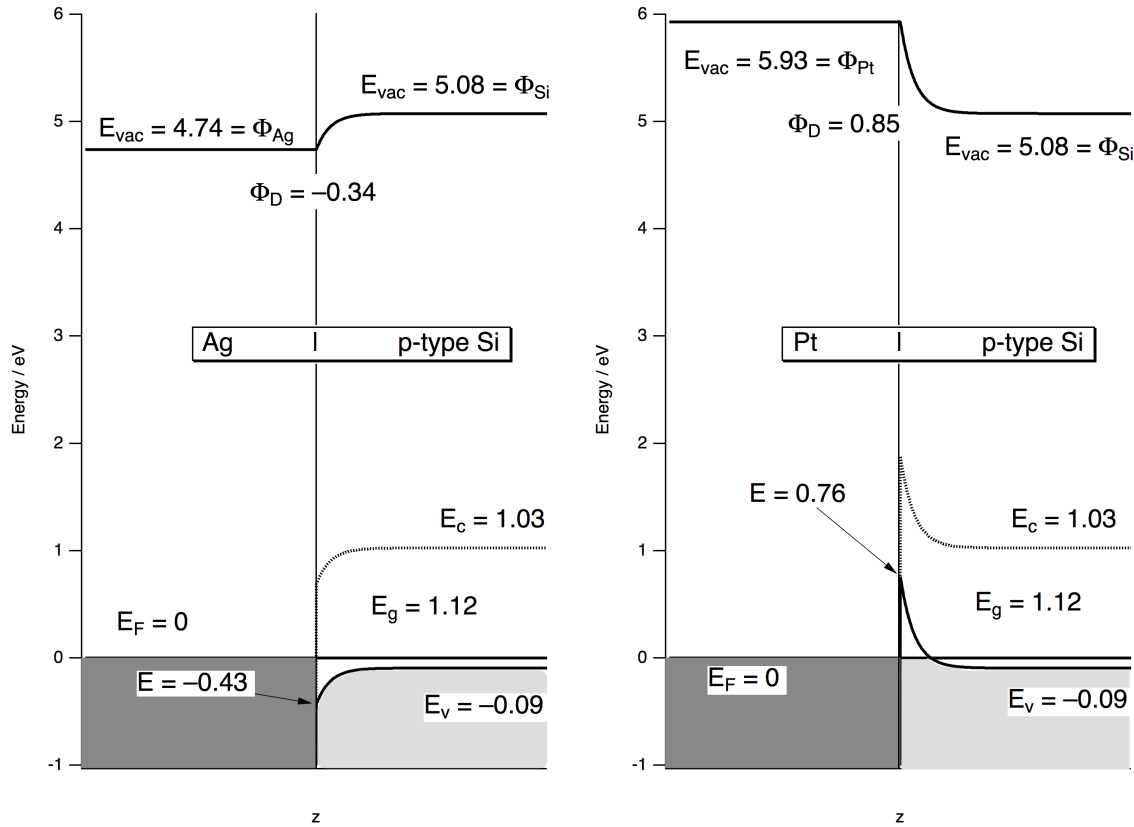 6
5
4
3
2
1
0
-1
Energy / eV
z
E_vac = 4.74 = Φ_Ag
E_vac = 5.08 = Φ_Si
Φ_D = −0.34
Ag | p-type Si
E_c = 1.03
E_g = 1.12
E_F = 0
E = −0.43
E_v = −0.09
6
5
4
3
2
1
0
-1
Energy / eV
z
E_vac = 5.93 = Φ_Pt
Φ_D = 0.85
E_vac = 5.08 = Φ_Si
Pt | p-type Si
E = 0.76
E_c = 1.03
E_g = 1.12
E_F = 0
E_v = −0.09